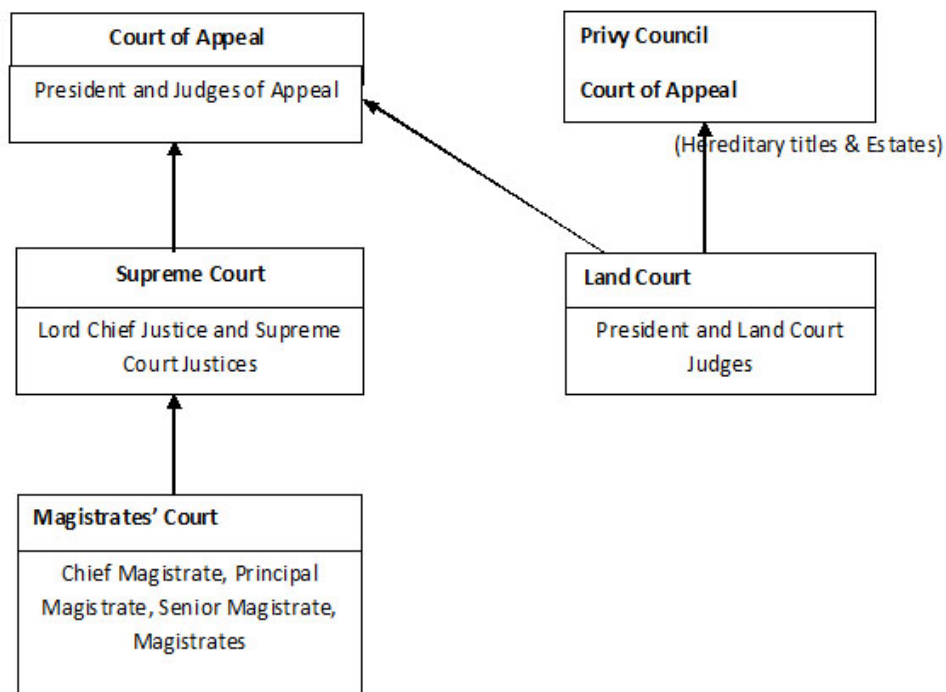 Court of Appeal
President and Judges of Appeal
Privy Council
Court of Appeal
(Hereditary titles & Estates)
Supreme Court
Lord Chief Justice and Supreme
Court Justices
Land Court
President and Land Court
Judges
Magistrates’ Court
Chief Magistrate, Principal
Magistrate, Senior Magistrate,
Magistrates